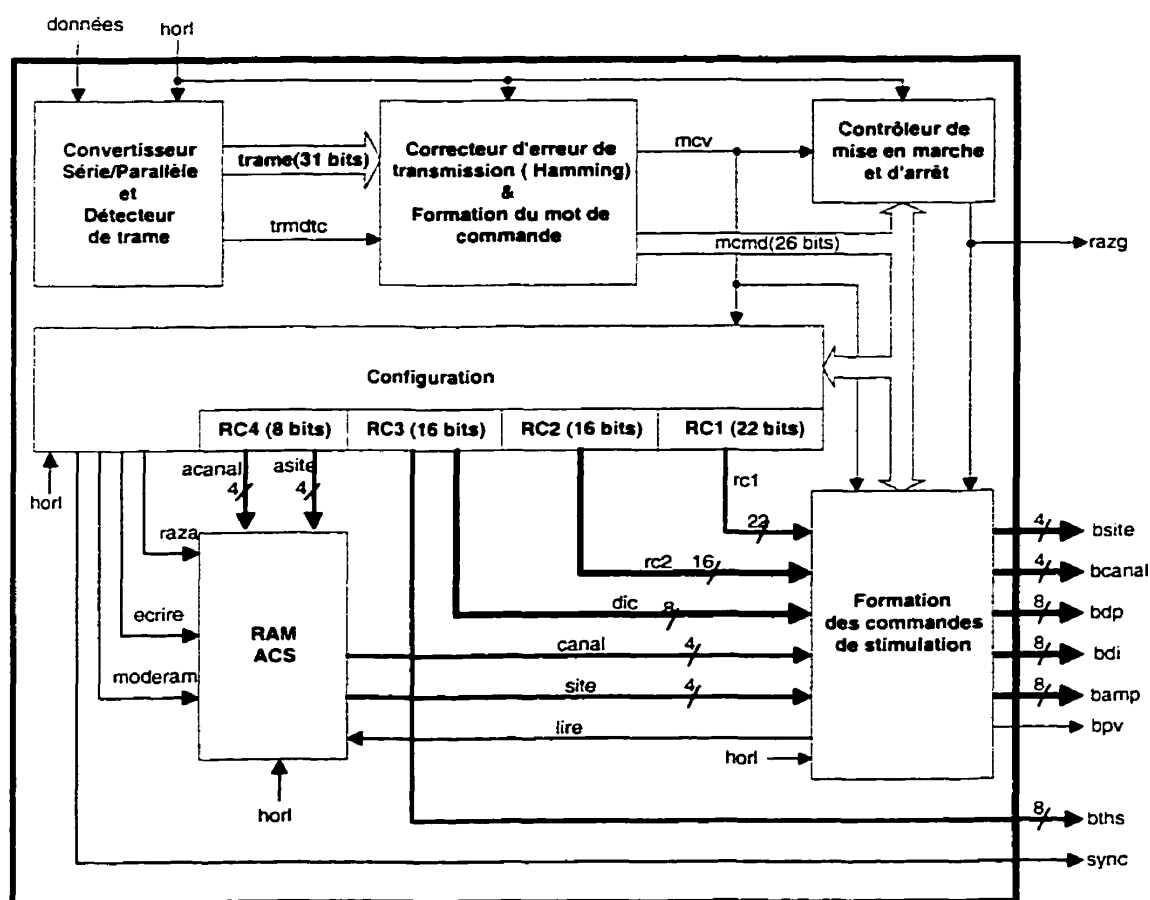 données
horl
Convertisseur
Série/Parallèle
et
Détecteur
de trame
trame(31 bits)
trmdtc
Correcteur d'erreur de
transmission ( Hamming)
&
Formation du mot de
commande
mcv
mcmd(26 bits)
Contrôleur de
mise en marche
et d'arrêt
razg
Configuration
RC4 (8 bits)
RC3 (16 bits)
RC2 (16 bits)
RC1 (22 bits)
horl
acanal
4
asite
4
rc1
22
raza
rc2
16
ecrire
dic
8
moderam
RAM
ACS
canal
4
site
4
lire
horl
horl
Formation
des commandes
de stimulation
4
bsite
4
bcanal
8
bdp
8
bdi
8
bamp
bpv
8
bths
sync